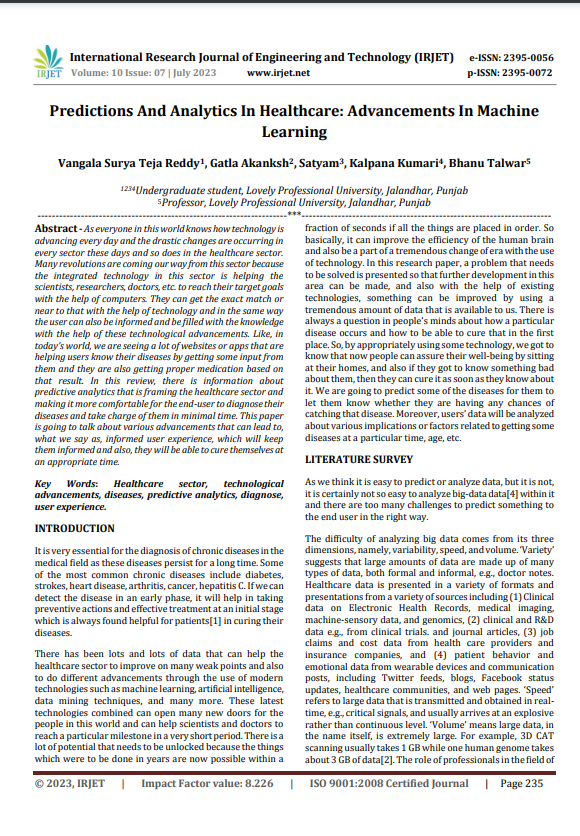 International Research Journal of Engineering and Technology (IRJET) e-ISSN: 2395-0056
IRJET Volume: 10 Issue: 07 | July 2023 www.irjet.net p-ISSN: 2395-0072
Predictions And Analytics In Healthcare: Advancements In Machine
Learning
Vangala Surya Teja Reddy1, Gatla Akanksh2, Satyam3, Kalpana Kumari4, Bhanu Talwar5
1234Undergraduate student, Lovely Professional University, Jalandhar, Punjab
5Professor, Lovely Professional University, Jalandhar, Punjab
---------------------------------------------------------------------***---------------------------------------------------------------------
Abstract - As everyone in this world knows how technology is
advancing every day and the drastic changes are occurring in
every sector these days and so does in the healthcare sector.
Many revolutions are coming our way from this sector because
the integrated technology in this sector is helping the
scientists, researchers, doctors, etc. to reach their target goals
with the help of computers. They can get the exact match or
near to that with the help of technology and in the same way
the user can also be informed and be filled with the knowledge
with the help of these technological advancements. Like, in
today's world, we are seeing a lot of websites or apps that are
helping users know their diseases by getting some input from
them and they are also getting proper medication based on
that result. In this review, there is information about
predictive analytics that is framing the healthcare sector and
making it more comfortable for the end-user to diagnose their
diseases and take charge of them in minimal time. This paper
is going to talk about various advancements that can lead to,
what we say as, informed user experience, which will keep
them informed and also, they will be able to cure themselves at
an appropriate time.
Key Words: Healthcare sector, technological
advancements, diseases, predictive analytics, diagnose,
user experience.
INTRODUCTION
It is very essential for the diagnosis of chronic diseases in the
medical field as these diseases persist for a long time. Some
of the most common chronic diseases include diabetes,
strokes, heart disease, arthritis, cancer, hepatitis C. If we can
detect the disease in an early phase, it will help in taking
preventive actions and effective treatment at an initial stage
which is always found helpful for patients[1] in curing their
diseases.
There has been lots and lots of data that can help the
healthcare sector to improve on many weak points and also
to do different advancements through the use of modern
technologies such as machine learning, artificial intelligence,
data mining techniques, and many more. These latest
technologies combined can open many new doors for the
people in this world and can help scientists and doctors to
reach a particular milestone in a very short period. There is a
lot of potential that needs to be unlocked because the things
which were to be done in years are now possible within a
fraction of seconds if all the things are placed in order. So
basically, it can improve the efficiency of the human brain
and also be a part of a tremendous change of era with the use
of technology. In this research paper, a problem that needs
to be solved is presented so that further development in this
area can be made, and also with the help of existing
technologies, something can be improved by using a
tremendous amount of data that is available to us. There is
always a question in people's minds about how a particular
disease occurs and how to be able to cure that in the first
place. So, by appropriately using some technology, we got to
know that now people can assure their well-being by sitting
at their homes, and also if they got to know something bad
about them, then they can cure it as soon as they know about
it. We are going to predict some of the diseases for them to
let them know whether they are having any chances of
catching that disease. Moreover, users' data will be analyzed
about various implications or factors related to getting some
diseases at a particular time, age, etc.
LITERATURE SURVEY
As we think it is easy to predict or analyze data, but it is not,
it is certainly not so easy to analyze big-data data[4] within it
and there are too many challenges to predict something to
the end user in the right way.
The difficulty of analyzing big data comes from its three
dimensions, namely, variability, speed, and volume. 'Variety'
suggests that large amounts of data are made up of many
types of data, both formal and informal, e.g., doctor notes.
Healthcare data is presented in a variety of formats and
presentations from a variety of sources including (1) Clinical
data on Electronic Health Records, medical imaging,
machine-sensory data, and genomics, (2) clinical and R&D
data e.g., from clinical trials. and journal articles, (3) job
claims and cost data from health care providers and
insurance companies, and (4) patient behavior and
emotional data from wearable devices and communication
posts, including Twitter feeds, blogs, Facebook status
updates, healthcare communities, and web pages. 'Speed'
refers to large data that is transmitted and obtained in real-
time, e.g., critical signals, and usually arrives at an explosive
rather than continuous level. 'Volume' means large data, in
the name itself, is extremely large. For example, 3D CAT
scanning usually takes 1 GB while one human genome takes
about 3 GB of data[2]. The role of professionals in the field of
© 2023, IRJET | Impact Factor value: 8.226 | ISO 9001:2008 Certified Journal | Page 235